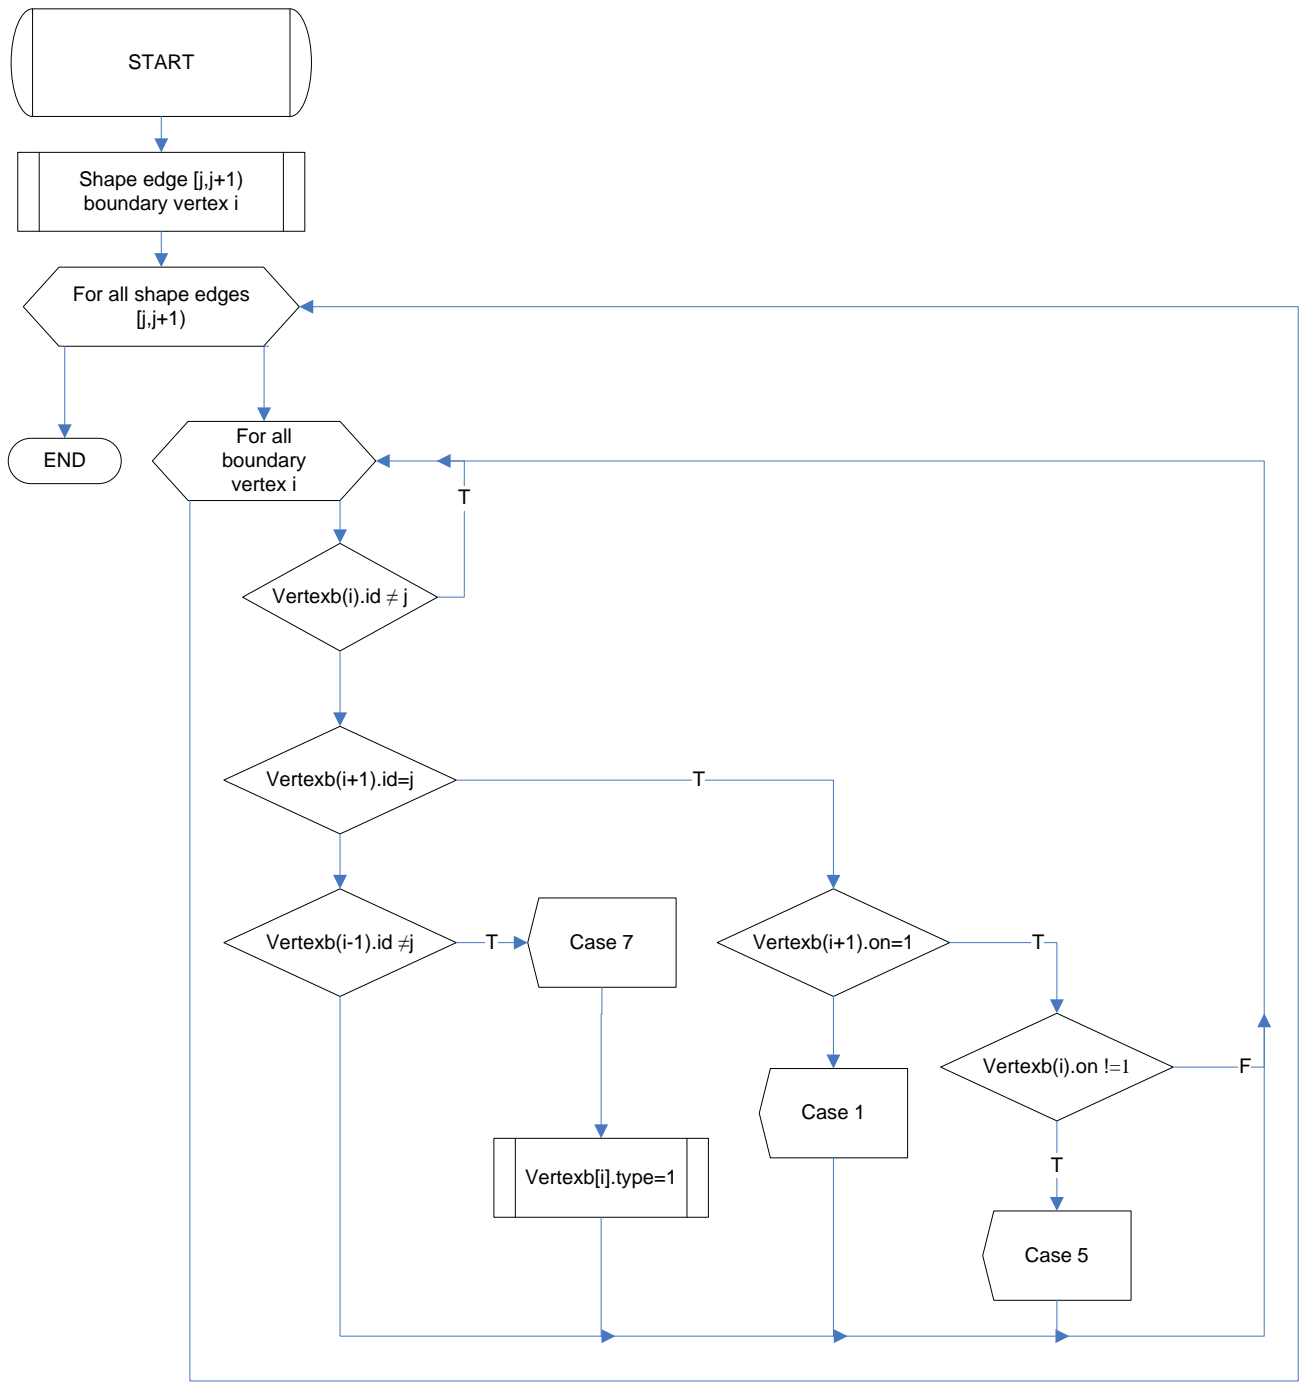 START
Shape edge [j,j+1)
boundary vertex i
For all shape edges
[j,j+1)
END
For all
boundary
vertex i
T
Vertexb(i).id ≠ j
Vertexb(i+1).id=j
T
Vertexb(i-1).id ≠j
T
Case 7
Vertexb(i+1).on=1
T
Vertexb(i).on !=1
F
Case 1
T
Vertexb[i].type=1
Case 5